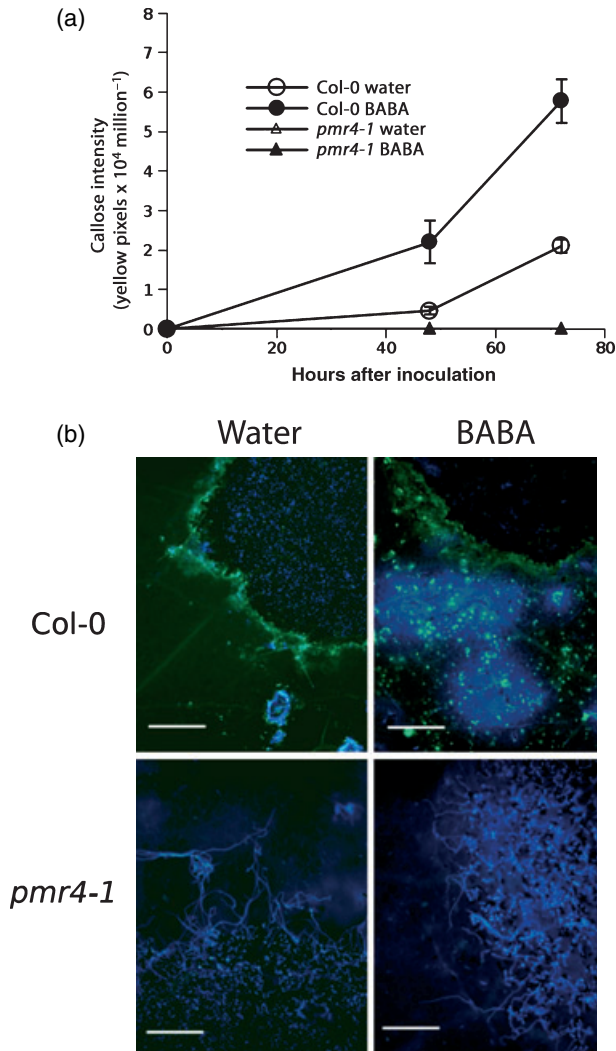 (a)
8
7
6
5
4
3
2
1
0
Callose intensity
(yellow pixels x 10⁴ million⁻¹)
Col-0 water
Col-0 BABA
pmr4-1 water
pmr4-1 BABA
0 20 40 60 80
Hours after inoculation
(b)
Water BABA
Col-0
pmr4-1